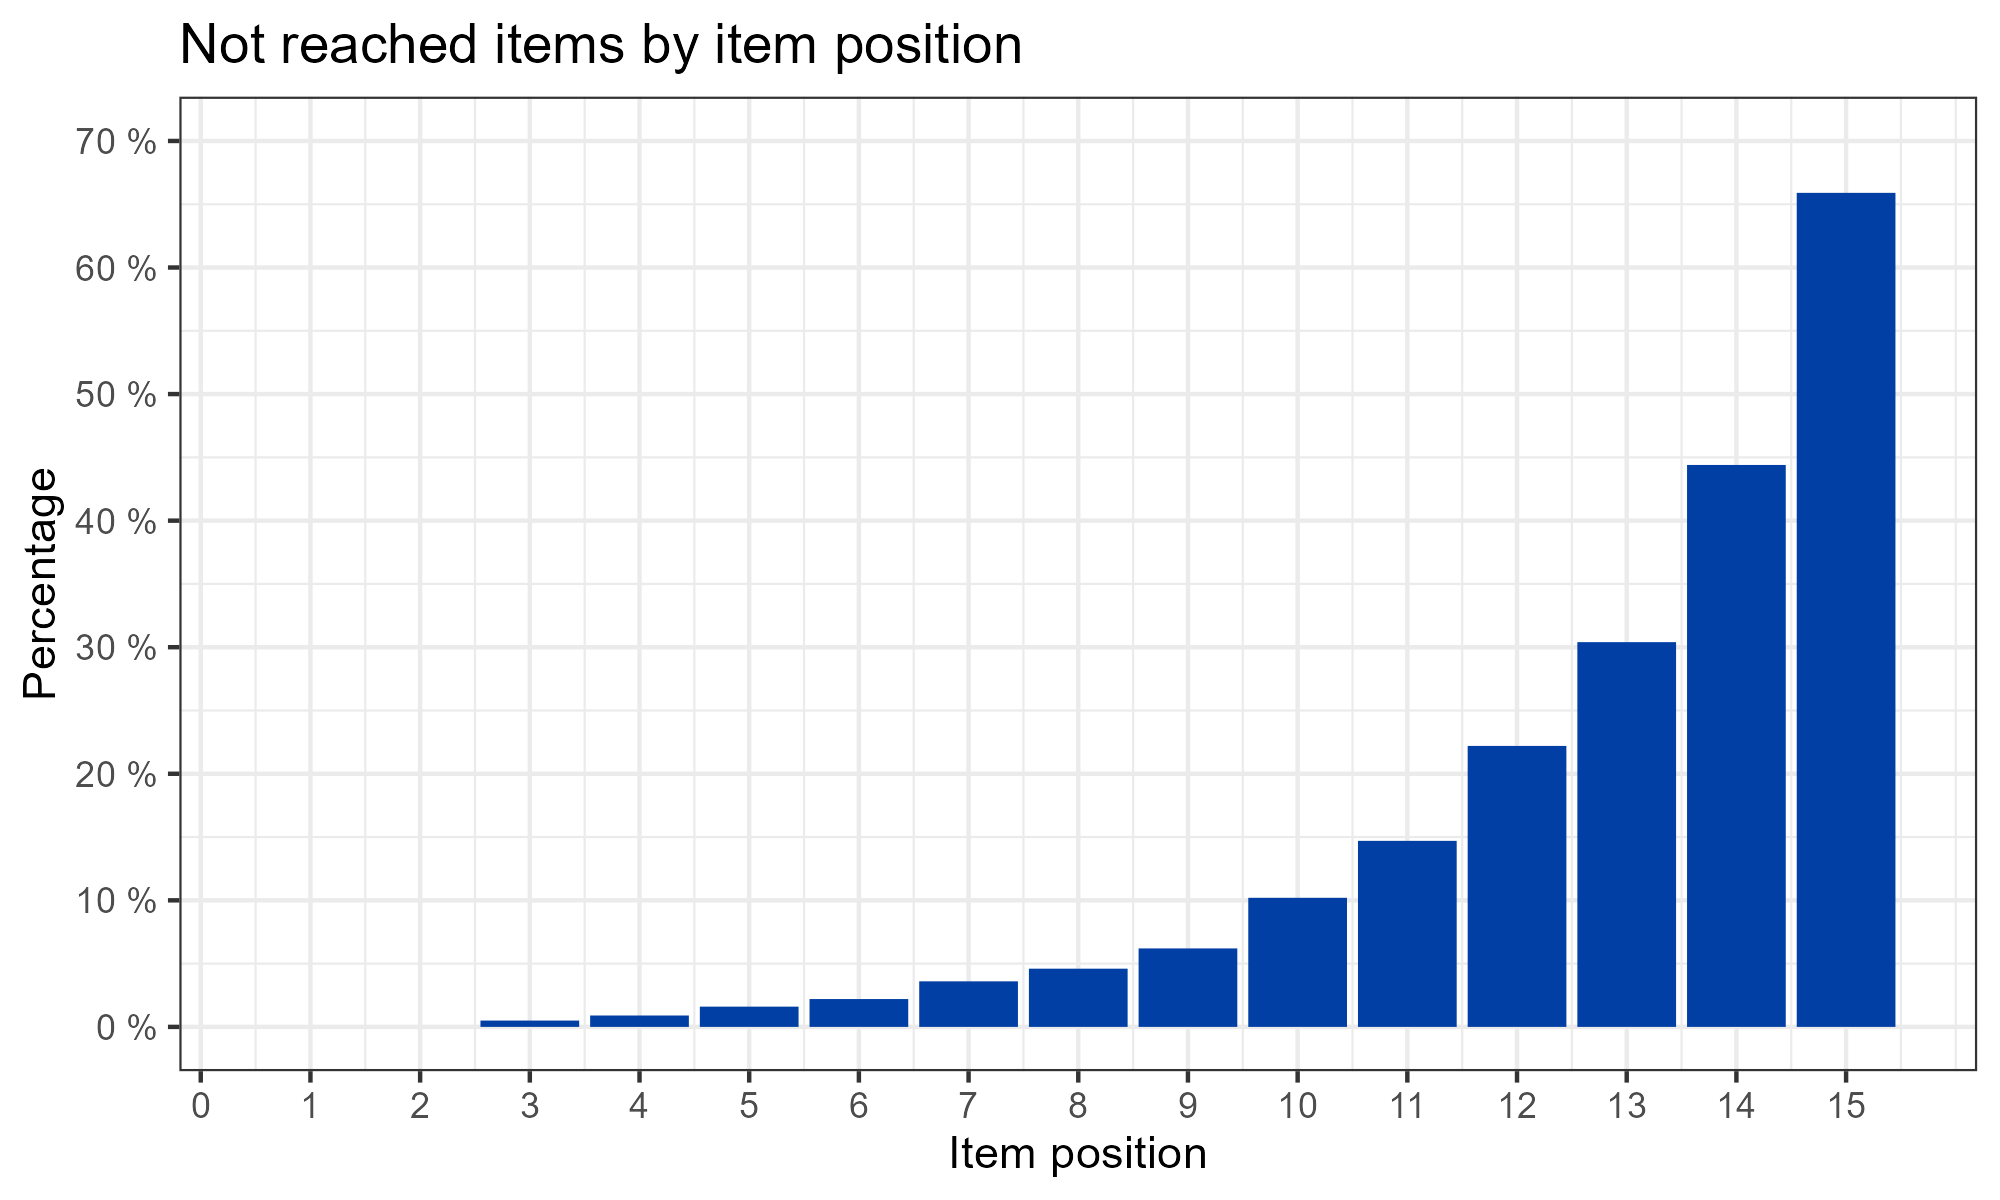 Not reached items by item position
70 %
60 %
50 %
40 %
30 %
20 %
10 %
0 %
Percentage
0 1 2 3 4 5 6 7 8 9 10 11 12 13 14 15
Item position